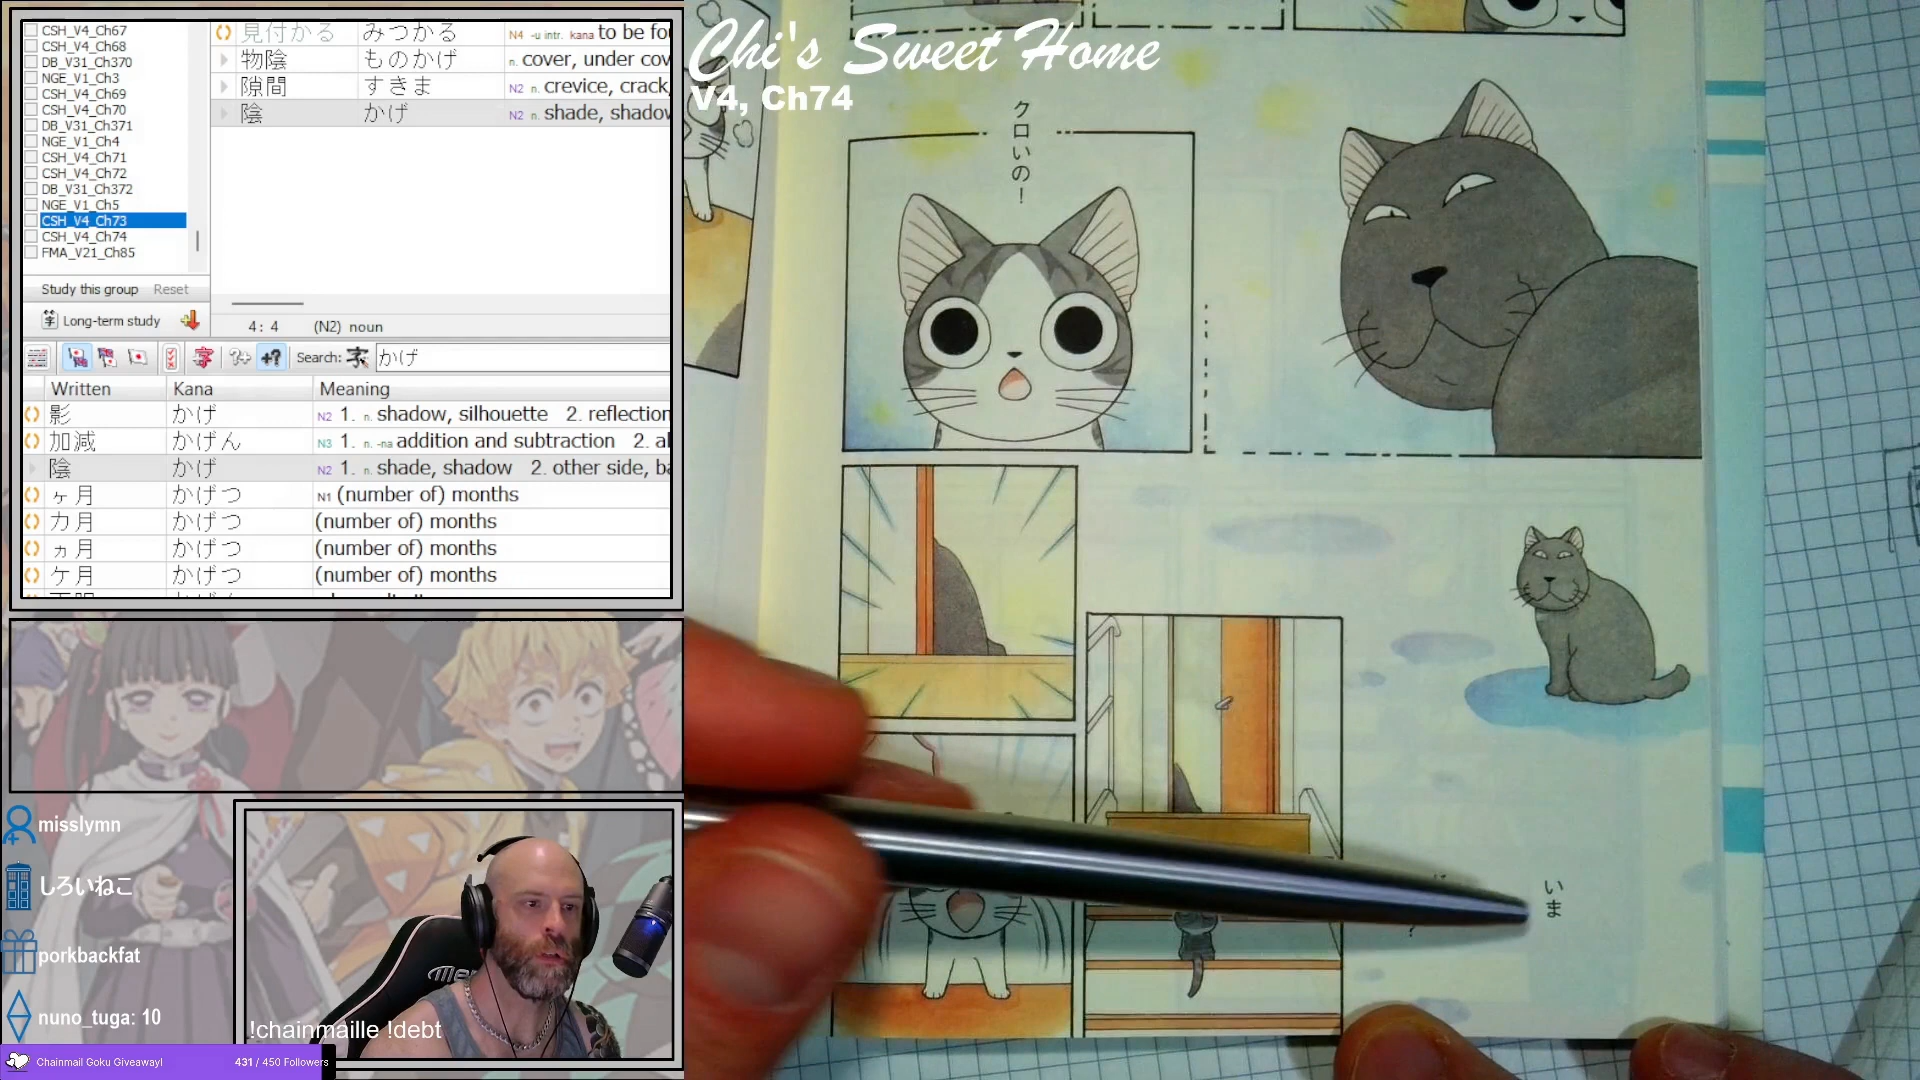 CSH_V4_Ch67
CSH_V4_Ch68
DB_V31_Ch370
NGE_V1_Ch3
CSH_V4_Ch69
CSH_V4_Ch70
DB_V31_Ch371
NGE_V1_Ch4
CSH_V4_Ch71
CSH_V4_Ch72
DB_V31_Ch372
NGE_V1_Ch5
CSH_V4_Ch73
CSH_V4_Ch74
FMA_V21_Ch85
Study this group Reset
Long-term study
見付かる みつかる N4 -u intr. kana to be fo
物陰 ものかげ n. cover, under cov
隙間 すきま N2 n. crevice, crack,
陰 かげ N2 n. shade, shadow
4: 4 (N2) noun
Search: かげ
Written Kana Meaning
影 かげ N2 1. n. shadow, silhouette 2. reflection
加減 かげん N3 1. n. -na addition and subtraction 2. al
陰 かげ N2 1. n. shade, shadow 2. other side, ba
ヶ月 かげつ N1 (number of) months
カ月 かげつ (number of) months
ヵ月 かげつ (number of) months
ケ月 かげつ (number of) months
misslymn
しろいねこ
porkbackfat
nuno_tuga: 10
!chainmaille !debt
Chainmail Goku Giveaway! 431 / 450 Followers
Chi's Sweet Home
V4, Ch74
クロいの!
いま